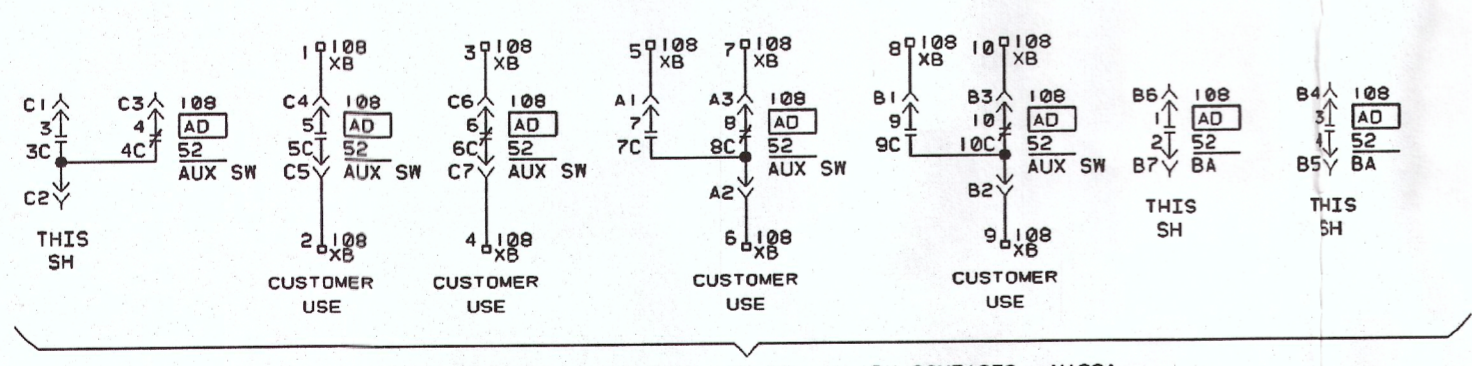 C1
3
3C
C2
THIS
SH
C3
4
4C
108
AD
52
AUX SW
1 108
XB
C4
5
5C
C5
108
AD
52
AUX SW
2 108
XB
CUSTOMER
USE
3 108
XB
C6
6
6C
C7
108
AD
52
AUX SW
4 108
XB
CUSTOMER
USE
5 108
XB
A1
7
7C
7 108
XB
A3
8
8C
A2
108
AD
52
AUX SW
6 108
XB
CUSTOMER
USE
8 108
XB
B1
9
9C
10 108
XB
B3
10
10C
B2
108
AD
52
AUX SW
9 108
XB
CUSTOMER
USE
B6
1
2
B7
108
AD
52
BA
THIS
SH
B4
3
4
B5
108
AD
52
BA
THIS
SH